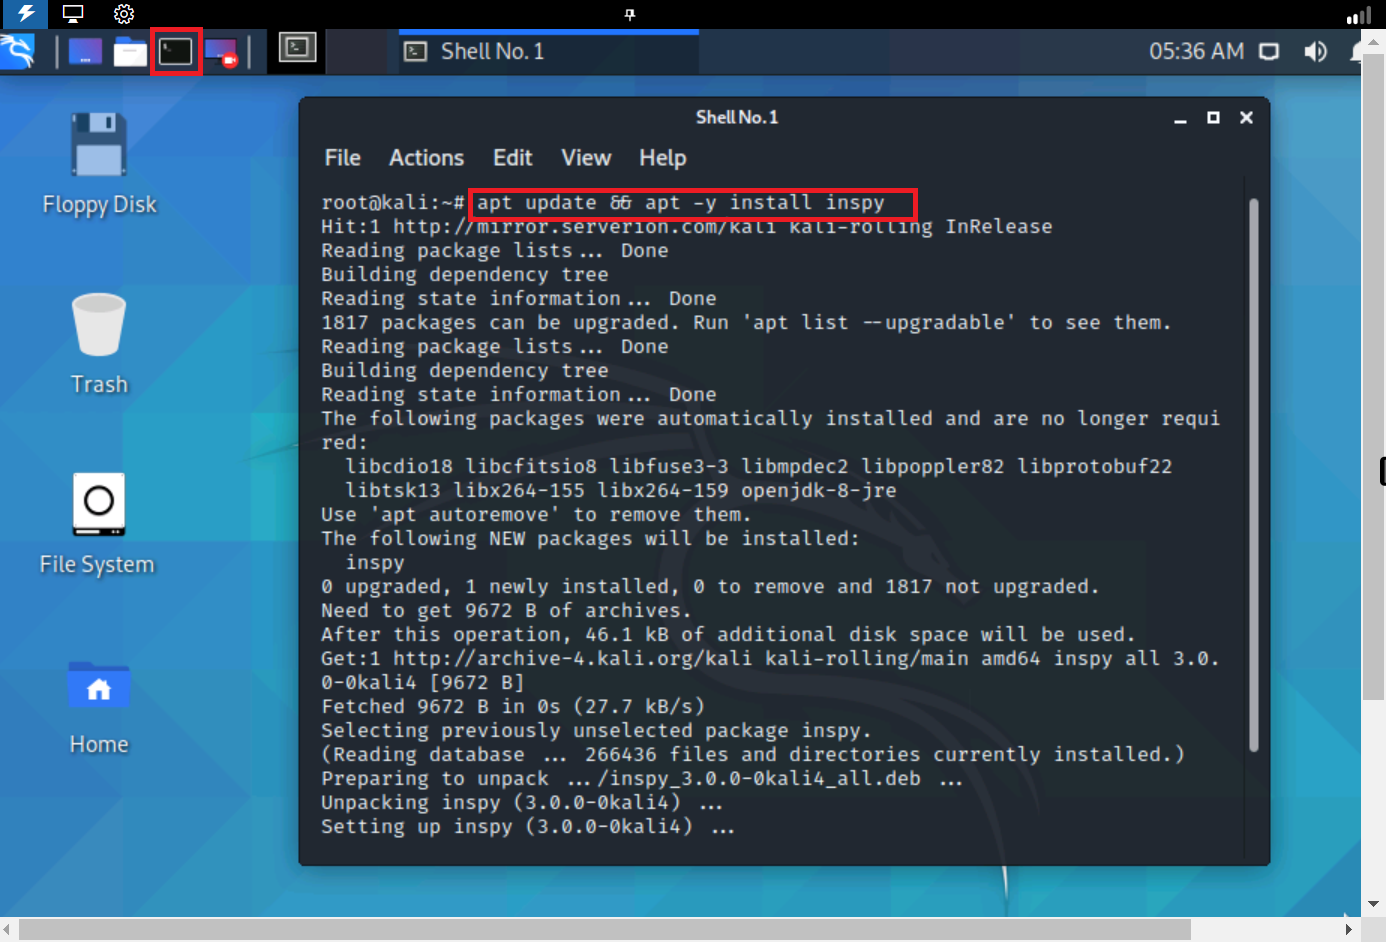 Shell No. 1
05:36 AM
Shell No. 1
File Actions Edit View Help
root@kali:~# apt update && apt -y install inspy
Hit:1 http://mirror.serverion.com/kali kali-rolling InRelease
Reading package lists... Done
Building dependency tree
Reading state information... Done
1817 packages can be upgraded. Run 'apt list --upgradable' to see them.
Reading package lists... Done
Building dependency tree
Reading state information... Done
The following packages were automatically installed and are no longer requi
red:
libcdio18 libcfitsio8 libfuse3-3 libmpdec2 libpoppler82 libprotobuf22
libtsk13 libx264-155 libx264-159 openjdk-8-jre
Use 'apt autoremove' to remove them.
The following NEW packages will be installed:
inspy
0 upgraded, 1 newly installed, 0 to remove and 1817 not upgraded.
Need to get 9672 B of archives.
After this operation, 46.1 kB of additional disk space will be used.
Get:1 http://archive-4.kali.org/kali kali-rolling/main amd64 inspy all 3.0.
0-0kali4 [9672 B]
Fetched 9672 B in 0s (27.7 kB/s)
Selecting previously unselected package inspy.
(Reading database ... 266436 files and directories currently installed.)
Preparing to unpack .../inspy_3.0.0-0kali4_all.deb ...
Unpacking inspy (3.0.0-0kali4) ...
Setting up inspy (3.0.0-0kali4) ...
Floppy Disk
Trash
File System
Home